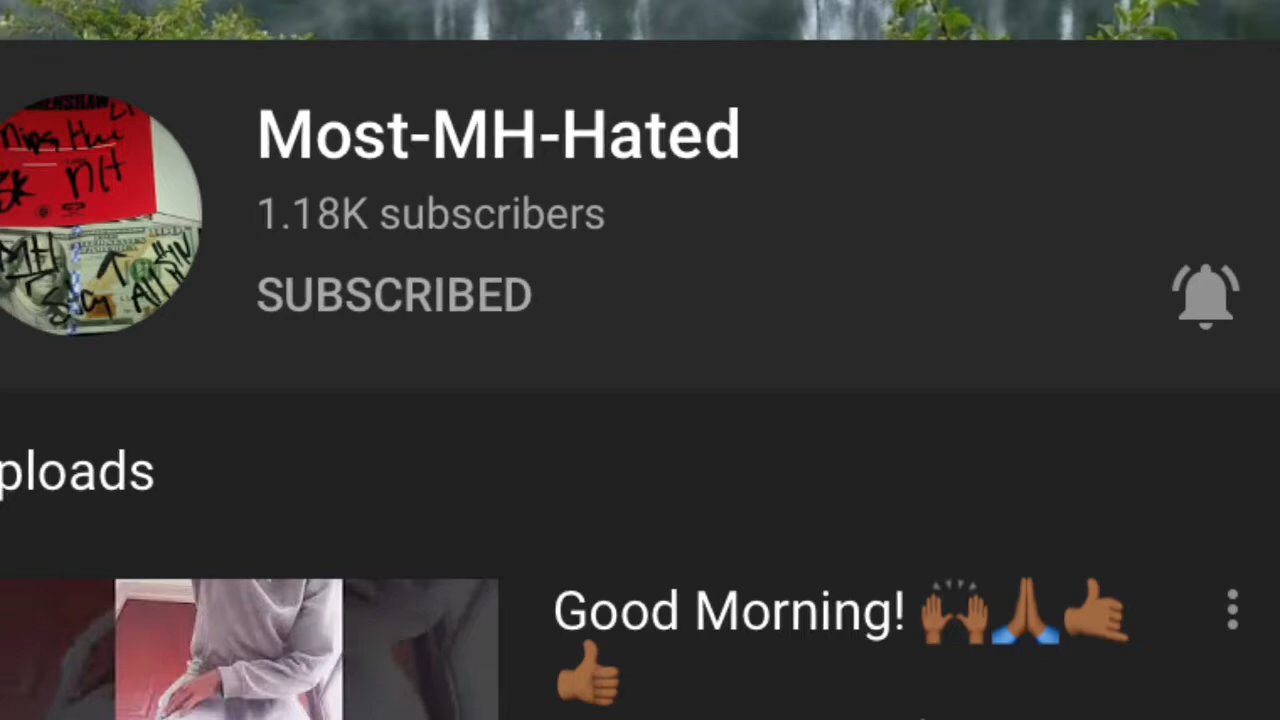 Most-MH-Hated
1.18K subscribers
SUBSCRIBED
ploads
Good Morning! 🙌🏾🙏🏾🤙🏾
👍🏾